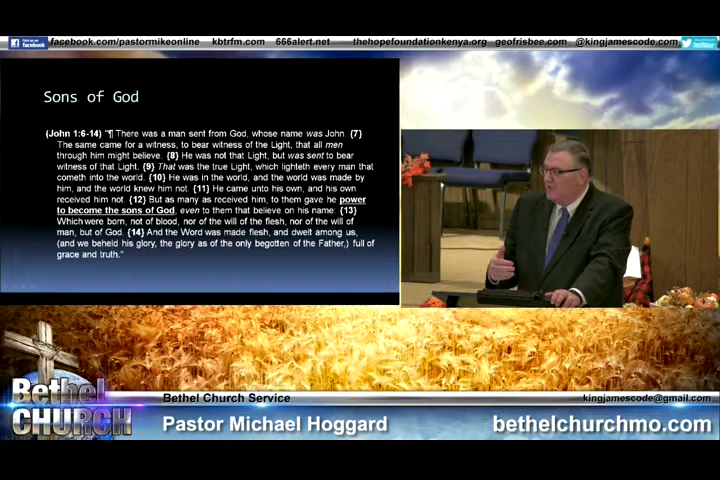 facebook.com/pastormikeonline kbtrfm.com 666alert.net thehopefoundationkenya.org geofrisbee.com @kingjamescode.com
Sons of God
(John 1:6-14) "¶ There was a man sent from God, whose name was John. {7}
The same came for a witness, to bear witness of the Light, that all men
through him might believe. {8} He was not that Light, but was sent to bear
witness of that Light. {9} That was the true Light, which lighteth every man that
cometh into the world. {10} He was in the world, and the world was made by
him, and the world knew him not. {11} He came unto his own, and his own
received him not. {12} But as many as received him, to them gave he power
to become the sons of God, even to them that believe on his name: {13}
Which were born, not of blood, nor of the will of the flesh, nor of the will of
man, but of God. {14} And the Word was made flesh, and dwelt among us,
(and we beheld his glory, the glory as of the only begotten of the Father,) full of
grace and truth."
Bethel
CHURCH
Bethel Church Service kingjamescode@gmail.com
Pastor Michael Hoggard bethelchurchmo.com